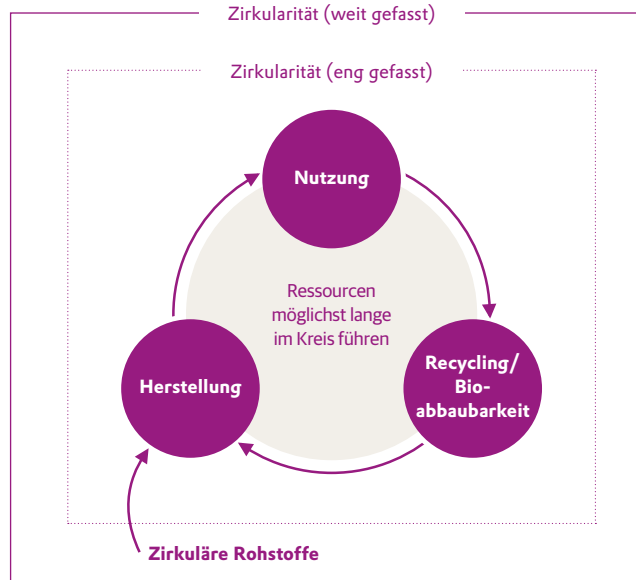 Zirkularität (weit gefasst)
Zirkularität (eng gefasst)
Nutzung
Ressourcen
möglichst lange
im Kreis führen
Herstellung
Recycling/
Bio-
abbaubarkeit
Zirkuläre Rohstoffe